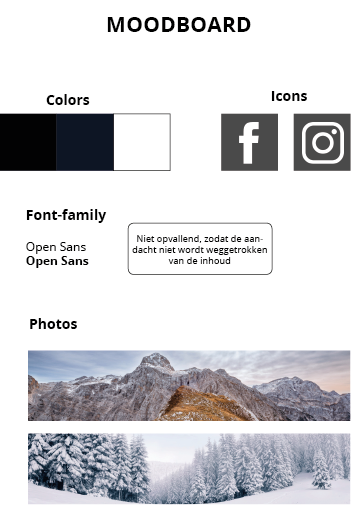 MOODBOARD
Colors
Icons
Font-family
Open Sans
Open Sans
Niet opvallend, zodat de aan-
dacht niet wordt weggetrokken
van de inhoud
Photos